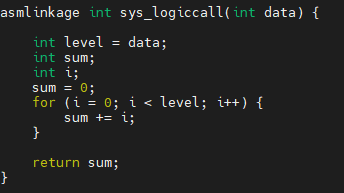 asmlinkage int sys_logiccall(int data) {
    int level = data;
    int sum;
    int i;
    sum = 0;
    for (i = 0; i < level; i++) {
        sum += i;
    }
    return sum;
}